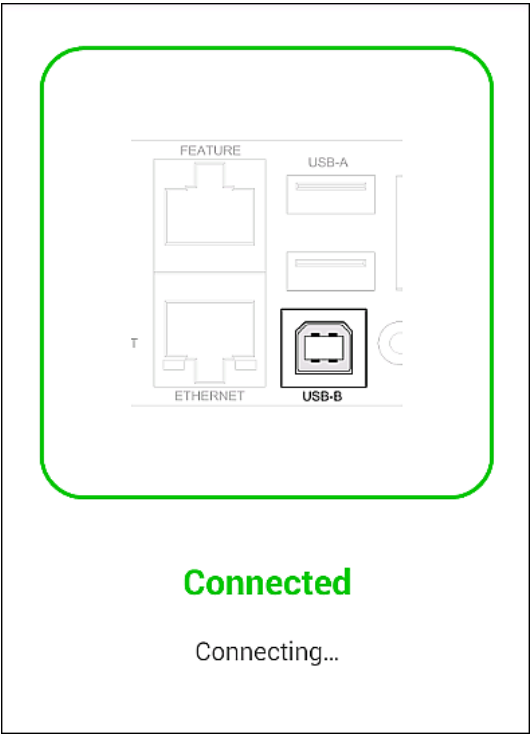 FEATURE
USB-A
T
ETHERNET
USB-B
Connected
Connecting...